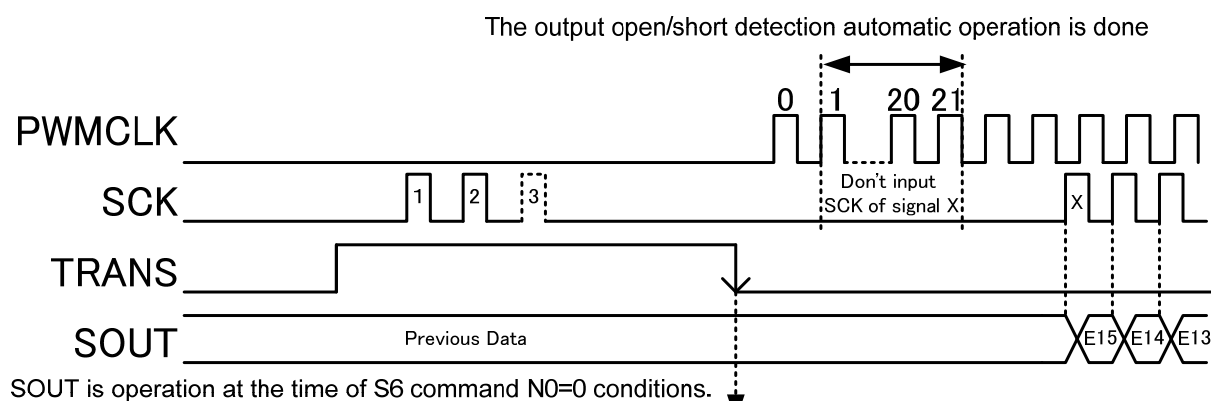 The output open/short detection automatic operation is done
0 1 20 21
PWMCLK
Don't input
SCK of signal X
SCK 1 2 3 X
TRANS
SOUT Previous Data E15 E14 E13
SOUT is operation at the time of S6 command N0=0 conditions.